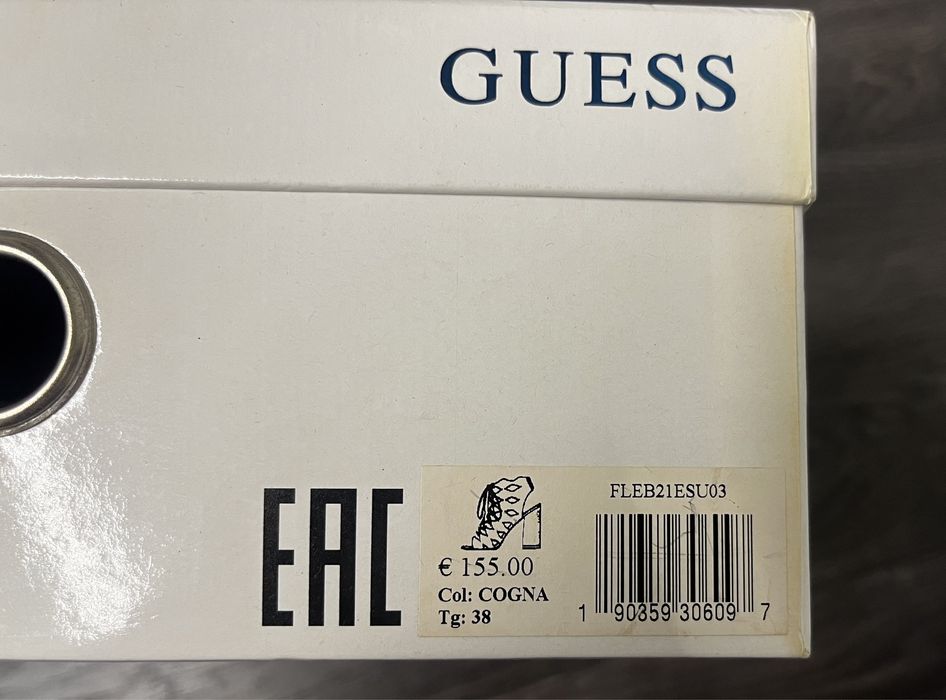 GUESS
EAC
FLEB21ESU03
€ 155.00
Col: COGNA
Tg: 38
1 90359 30609 7